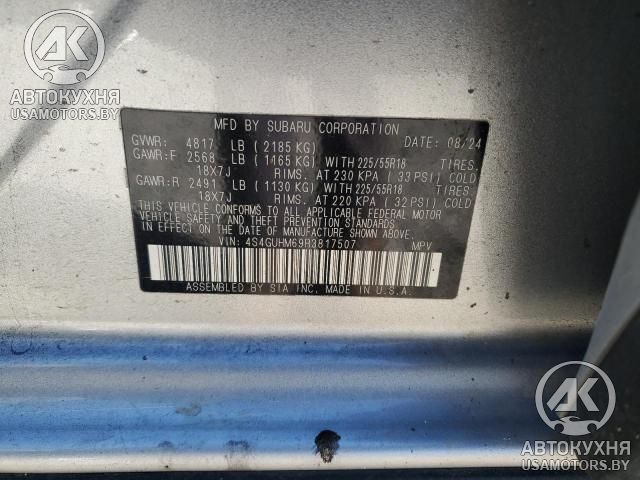 АК
АВТОКУХНЯ
USAMOTORS.BY
MFD BY SUBARU CORPORATION
GVWR: 4817 LB (2185 KG) DATE: 08/24
GAWR:F 2568 LB (1165 KG) WITH 225/55R18 TIRES.
18X7J RIMS. AT 230 KPA (33 PSI) COLD
GAWR:R 2491 LB (1130 KG) WITH 225/55R18 TIRES.
18X7J RIMS. AT 220 KPA (32 PSI) COLD
THIS VEHICLE CONFORMS TO ALL APPLICABLE FEDERAL MOTOR
VEHICLE SAFETY AND THEFT PREVENTION STANDARDS
IN EFFECT ON DATE OF MANUFACTURE SHOWN ABOVE.
VIN: 4S4GUHM69R3817507 MPV
ASSEMBLED BY SIA INC. MADE IN U.S.A.
АК
АВТОКУХНЯ
USAMOTORS.BY